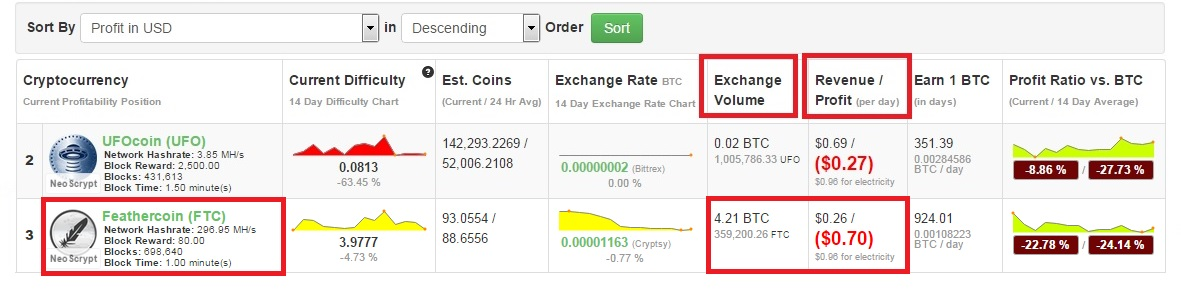 Sort By Profit in USD in Descending Order Sort
Cryptocurrency
Current Profitability Position
Current Difficulty ?
14 Day Difficulty Chart
Est. Coins
(Current / 24 Hr Avg)
Exchange Rate BTC
14 Day Exchange Rate Chart
Exchange
Volume
Revenue /
Profit (per day)
Earn 1 BTC
(in days)
Profit Ratio vs. BTC
(Current / 14 Day Average)
2
NeoScrypt
UFOcoin (UFO)
Network Hashrate: 3.85 MH/s
Block Reward: 2,500.00
Blocks: 431,613
Block Time: 1.50 minute(s)
0.0813
-63.45 %
142,293.2269 /
52,006.2108
0.00000002 (Bittrex)
0.00 %
0.02 BTC
1,005,786.33 UFO
$0.69 /
($0.27)
$0.96 for electricity
351.39
0.00284586
BTC / day
-8.86 % / -27.73 %
3
NeoScrypt
Feathercoin (FTC)
Network Hashrate: 296.95 MH/s
Block Reward: 80.00
Blocks: 698,640
Block Time: 1.00 minute(s)
3.9777
-4.73 %
93.0554 /
88.6556
0.00001163 (Cryptsy)
-0.77 %
4.21 BTC
359,200.26 FTC
$0.26 /
($0.70)
$0.96 for electricity
924.01
0.00108223
BTC / day
-22.78 % / -24.14 %